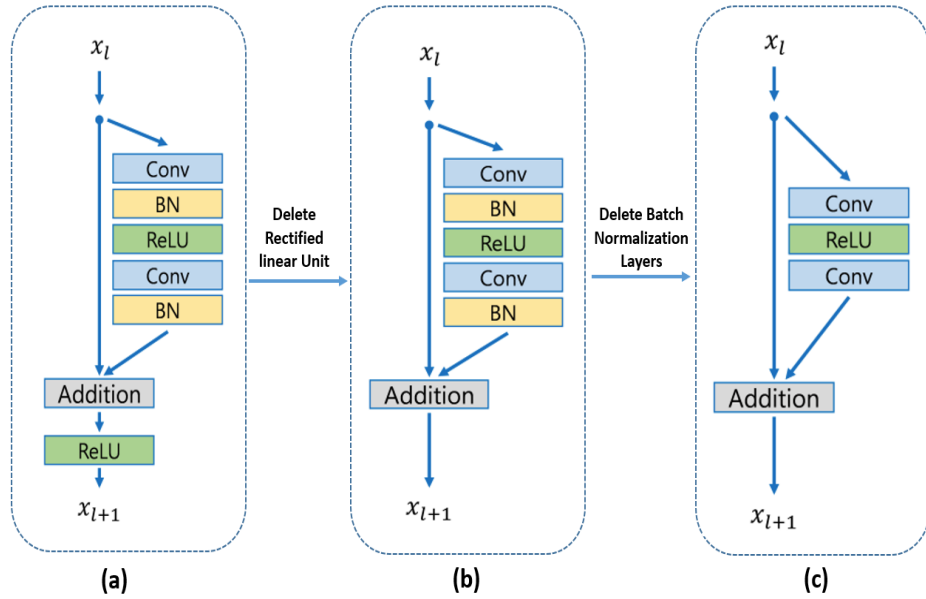 x_l
Conv
BN
ReLU
Conv
BN
Addition
ReLU
x_{l+1}
(a)
Delete
Rectified
linear Unit
x_l
Conv
BN
ReLU
Conv
BN
Addition
x_{l+1}
(b)
Delete Batch
Normalization
Layers
x_l
Conv
ReLU
Conv
Addition
x_{l+1}
(c)